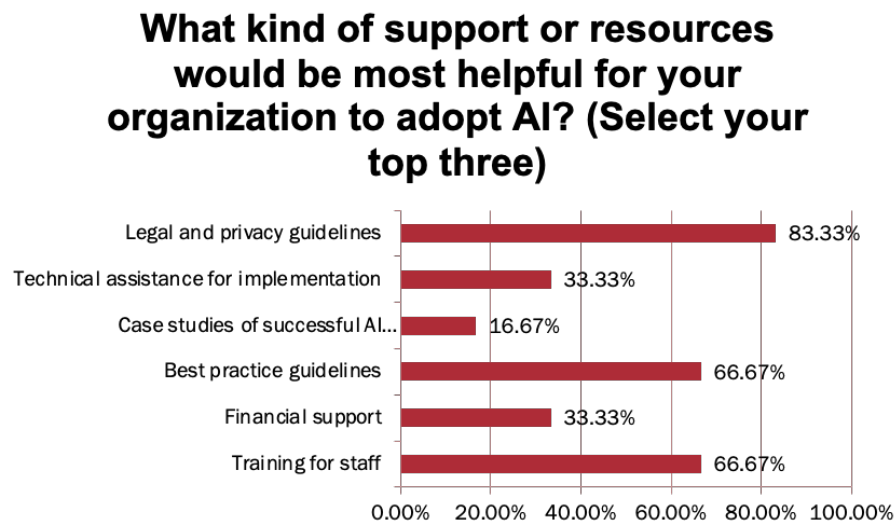 What kind of support or resources
would be most helpful for your
organization to adopt AI? (Select your
top three)
Legal and privacy guidelines
83.33%
Technical assistance for implementation
33.33%
Case studies of successful AI...
16.67%
Best practice guidelines
66.67%
Financial support
33.33%
Training for staff
66.67%
0.00% 20.00% 40.00% 60.00% 80.00% 100.00%